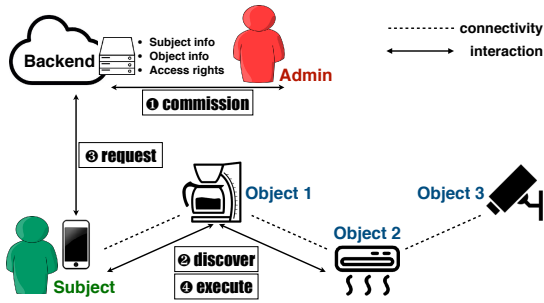 connectivity
interaction
Backend
• Subject info
• Object info
• Access rights
Admin
❶ commission
❸ request
Object 1
Object 3
Object 2
❷ discover
❹ execute
Subject